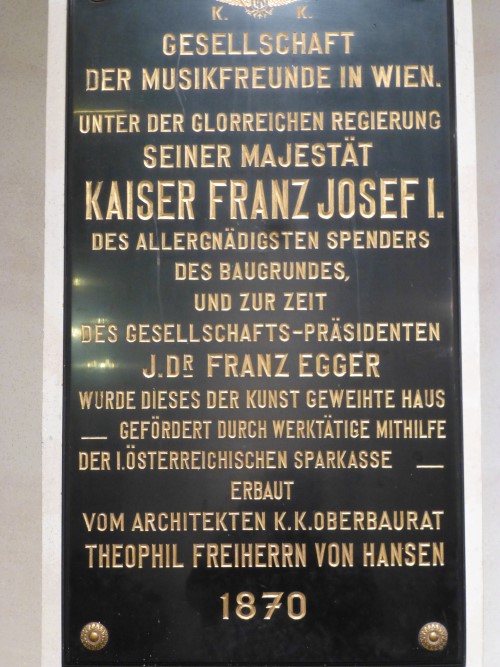 K. K.
GESELLSCHAFT
DER MUSIKFREUNDE IN WIEN.
UNTER DER GLORREICHEN REGIERUNG
SEINER MAJESTÄT
KAISER FRANZ JOSEF I.
DES ALLERGNÄDIGSTEN SPENDERS
DES BAUGRUNDES,
UND ZUR ZEIT
DES GESELLSCHAFTS-PRÄSIDENTEN
J. DR FRANZ EGGER
WURDE DIESES DER KUNST GEWEIHTE HAUS
— GEFÖRDERT DURCH WERKTÄTIGE MITHILFE
DER I. ÖSTERREICHISCHEN SPARKASSE —
ERBAUT
VOM ARCHITEKTEN K.K. OBERBAURAT
THEOPHIL FREIHERRN VON HANSEN
1870